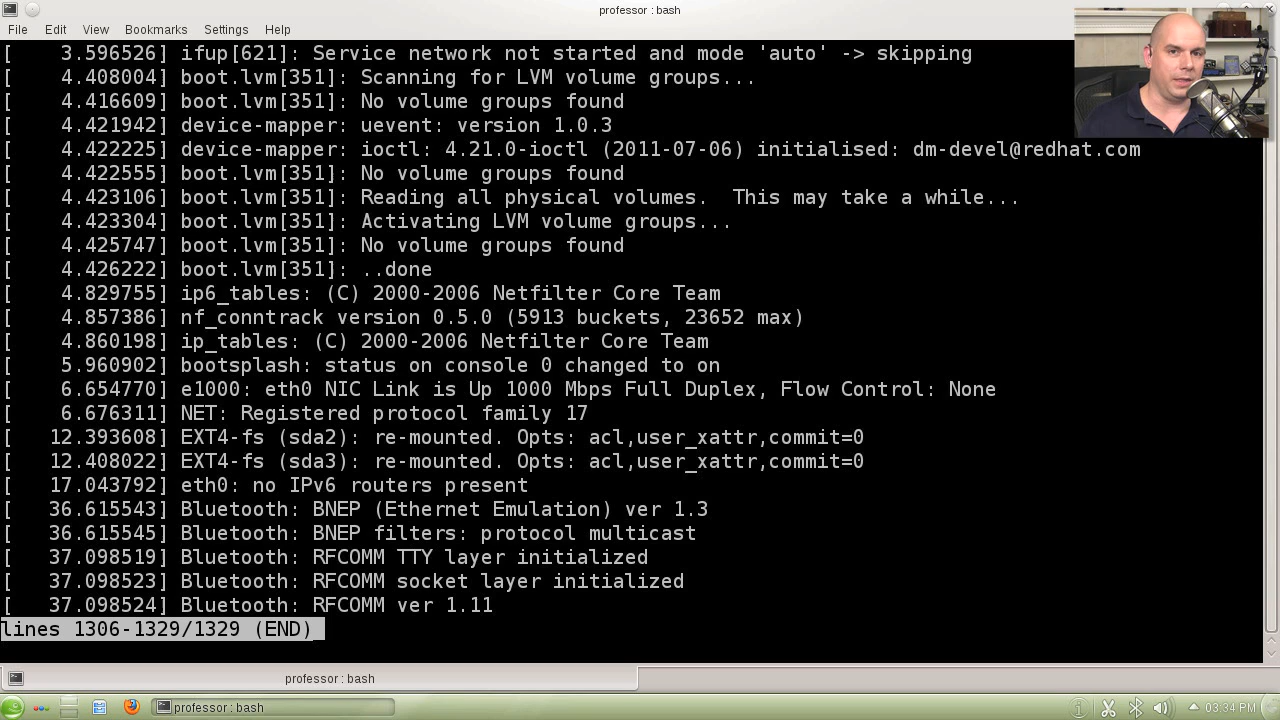 professor : bash
File Edit View Bookmarks Settings Help
[    3.596526] ifup[621]: Service network not started and mode 'auto' -> skipping
[    4.408004] boot.lvm[351]: Scanning for LVM volume groups...
[    4.416609] boot.lvm[351]: No volume groups found
[    4.421942] device-mapper: uevent: version 1.0.3
[    4.422225] device-mapper: ioctl: 4.21.0-ioctl (2011-07-06) initialised: dm-devel@redhat.com
[    4.422555] boot.lvm[351]: No volume groups found
[    4.423106] boot.lvm[351]: Reading all physical volumes.  This may take a while...
[    4.423304] boot.lvm[351]: Activating LVM volume groups...
[    4.425747] boot.lvm[351]: No volume groups found
[    4.426222] boot.lvm[351]: ..done
[    4.829755] ip6_tables: (C) 2000-2006 Netfilter Core Team
[    4.857386] nf_conntrack version 0.5.0 (5913 buckets, 23652 max)
[    4.860198] ip_tables: (C) 2000-2006 Netfilter Core Team
[    5.960902] bootsplash: status on console 0 changed to on
[    6.654770] e1000: eth0 NIC Link is Up 1000 Mbps Full Duplex, Flow Control: None
[    6.676311] NET: Registered protocol family 17
[   12.393608] EXT4-fs (sda2): re-mounted. Opts: acl,user_xattr,commit=0
[   12.408022] EXT4-fs (sda3): re-mounted. Opts: acl,user_xattr,commit=0
[   17.043792] eth0: no IPv6 routers present
[   36.615543] Bluetooth: BNEP (Ethernet Emulation) ver 1.3
[   36.615545] Bluetooth: BNEP filters: protocol multicast
[   37.098519] Bluetooth: RFCOMM TTY layer initialized
[   37.098523] Bluetooth: RFCOMM socket layer initialized
[   37.098524] Bluetooth: RFCOMM ver 1.11
lines 1306-1329/1329 (END)
professor : bash
professor : bash
03:34 PM